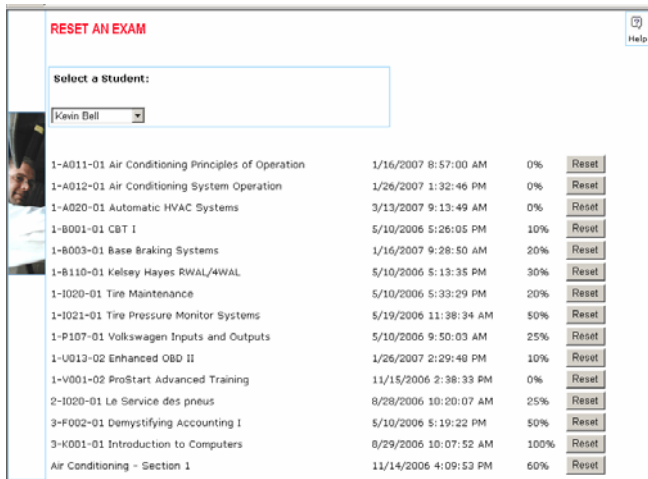 RESET AN EXAM
Help
Select a Student:
Kevin Bell
1-A011-01 Air Conditioning Principles of Operation 1/16/2007 8:57:00 AM 0% Reset
1-A012-01 Air Conditioning System Operation 1/26/2007 1:32:46 PM 0% Reset
1-A020-01 Automatic HVAC Systems 3/13/2007 9:13:49 AM 0% Reset
1-B001-01 CBT I 5/10/2006 5:26:05 PM 10% Reset
1-B003-01 Base Braking Systems 1/16/2007 9:28:50 AM 20% Reset
1-B110-01 Kelsey Hayes RWAL/4WAL 5/10/2006 5:13:35 PM 30% Reset
1-I020-01 Tire Maintenance 5/10/2006 5:33:29 PM 20% Reset
1-I021-01 Tire Pressure Monitor Systems 5/19/2006 11:38:34 AM 50% Reset
1-P107-01 Volkswagen Inputs and Outputs 5/10/2006 9:50:03 AM 25% Reset
1-U013-02 Enhanced OBD II 1/26/2007 2:29:48 PM 10% Reset
1-V001-02 ProStart Advanced Training 11/15/2006 2:38:33 PM 0% Reset
2-I020-01 Le Service des pneus 8/28/2006 10:20:07 AM 25% Reset
3-F002-01 Demystifying Accounting I 5/10/2006 5:19:22 PM 50% Reset
3-K001-01 Introduction to Computers 8/29/2006 10:07:52 AM 100% Reset
Air Conditioning - Section 1 11/14/2006 4:09:53 PM 60% Reset